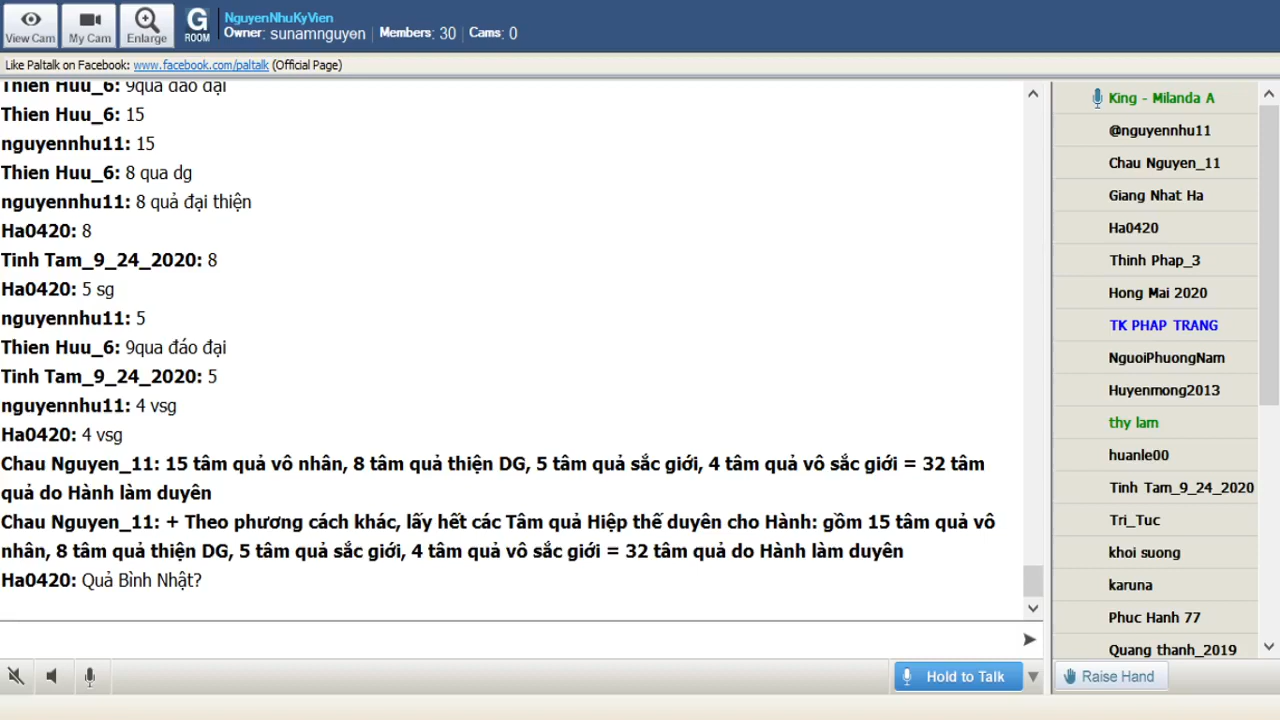 NguyenNhuKyVien
View Cam
My Cam
Enlarge
G
ROOM
Owner: sunamnguyen
Members: 30
Cams: 0
Like Paltalk on Facebook: www.facebook.com/paltalk (Official Page)
Thien Huu_6: 9qua đáo đại
Thien Huu_6: 15
nguyennhu11: 15
Thien Huu_6: 8 qua dg
nguyennhu11: 8 quả đại thiện
Ha0420: 8
Tinh Tam_9_24_2020: 8
Ha0420: 5 sg
nguyennhu11: 5
Thien Huu_6: 9qua đáo đại
Tinh Tam_9_24_2020: 5
nguyennhu11: 4 vsg
Ha0420: 4 vsg
Chau Nguyen_11: 15 tâm quả vô nhân, 8 tâm quả thiện DG, 5 tâm quả sắc giới, 4 tâm quả vô sắc giới = 32 tâm
quả do Hành làm duyên
Chau Nguyen_11: + Theo phương cách khác, lấy hết các Tâm quả Hiệp thế duyên cho Hành: gồm 15 tâm quả vô
nhân, 8 tâm quả thiện DG, 5 tâm quả sắc giới, 4 tâm quả vô sắc giới = 32 tâm quả do Hành làm duyên
Ha0420: Quả Bình Nhật?
King - Milanda A
@nguyennhu11
Chau Nguyen_11
Giang Nhat Ha
Ha0420
Thinh Phap_3
Hong Mai 2020
TK PHAP TRANG
NguoiPhuongNam
Huyenmong2013
thy lam
huanle00
Tinh Tam_9_24_2020
Tri_Tuc
khoi suong
karuna
Phuc Hanh 77
Quang thanh_2019
Hold to Talk
Raise Hand